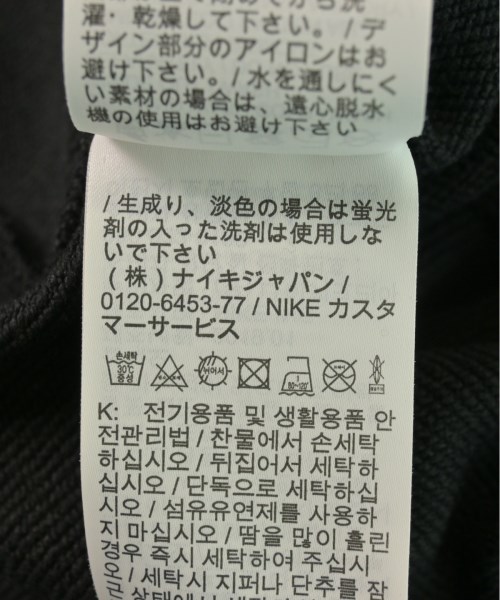 濯・乾燥して下さい。/デ
ザイン部分のアイロンはお
避け下さい。/水を通しにく
い素材の場合は、遠心脱水
機の使用はお避け下さい
/生成り、淡色の場合は蛍光
剤の入った洗剤は使用しな
いで下さい
(株)ナイキジャパン/
0120-6453-77/NIKE カスタ
マーサービス
손세탁
30℃
중성
K: 전기용품 및 생활용품 안
전관리법/찬물에서 손세탁
하십시오/뒤집어서 세탁하
십시오/단독으로 세탁하십
시오/섬유유연제를 사용하
지 마십시오/땀을 많이 흘린
경우 즉시 세탁하여 주십시
오/세탁시 지퍼나 단추를 잠